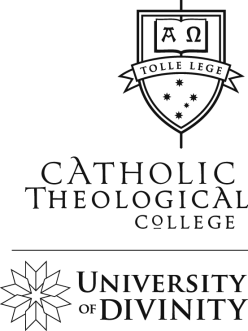 Α Ω
TOLLE LEGE
CATHOLIC
THEOLOGICAL
COLLEGE
UNIVERSITY
OF DIVINITY